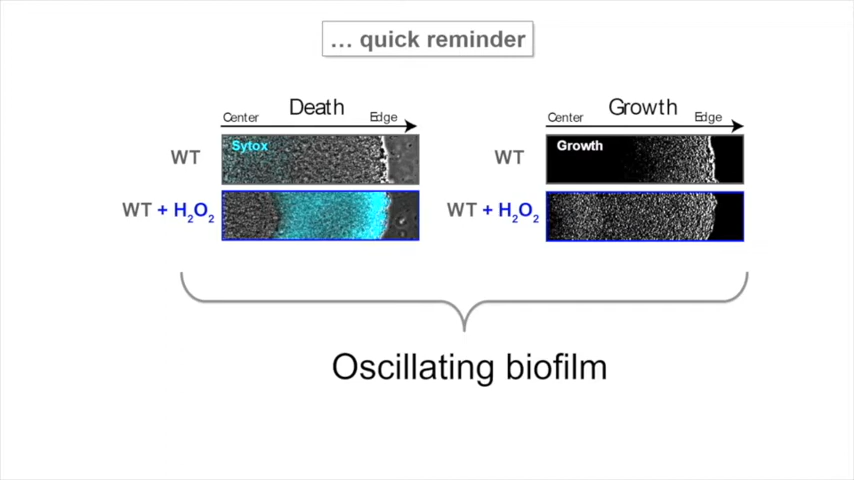 ... quick reminder
Death
Center Edge
Sytox
WT
WT + H2O2
Growth
Center Edge
Growth
WT
WT + H2O2
Oscillating biofilm